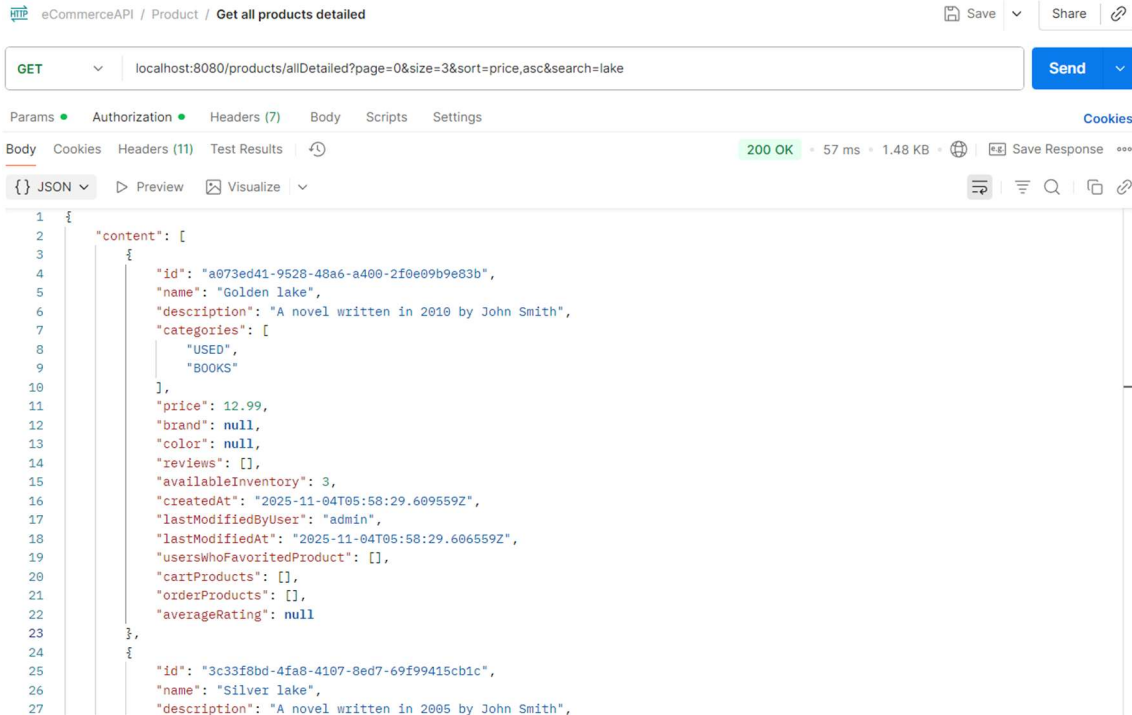 HTTP eCommerceAPI / Product / Get all products detailed Save Share
GET localhost:8080/products/allDetailed?page=0&size=3&sort=price,asc&search=lake Send
Params Authorization Headers (7) Body Scripts Settings Cookies
Body Cookies Headers (11) Test Results 200 OK 57 ms 1.48 KB e.g. Save Response
{} JSON Preview Visualize
1 {
2 "content": [
3 {
4 "id": "a073ed41-9528-48a6-a400-2f0e09b9e83b",
5 "name": "Golden lake",
6 "description": "A novel written in 2010 by John Smith",
7 "categories": [
8 "USED",
9 "BOOKS"
10 ],
11 "price": 12.99,
12 "brand": null,
13 "color": null,
14 "reviews": [],
15 "availableInventory": 3,
16 "createdAt": "2025-11-04T05:58:29.609559Z",
17 "lastModifiedByUser": "admin",
18 "lastModifiedAt": "2025-11-04T05:58:29.606559Z",
19 "usersWhoFavoritedProduct": [],
20 "cartProducts": [],
21 "orderProducts": [],
22 "averageRating": null
23 },
24 {
25 "id": "3c33f8bd-4fa8-4107-8ed7-69f99415cb1c",
26 "name": "Silver lake",
27 "description": "A novel written in 2005 by John Smith",